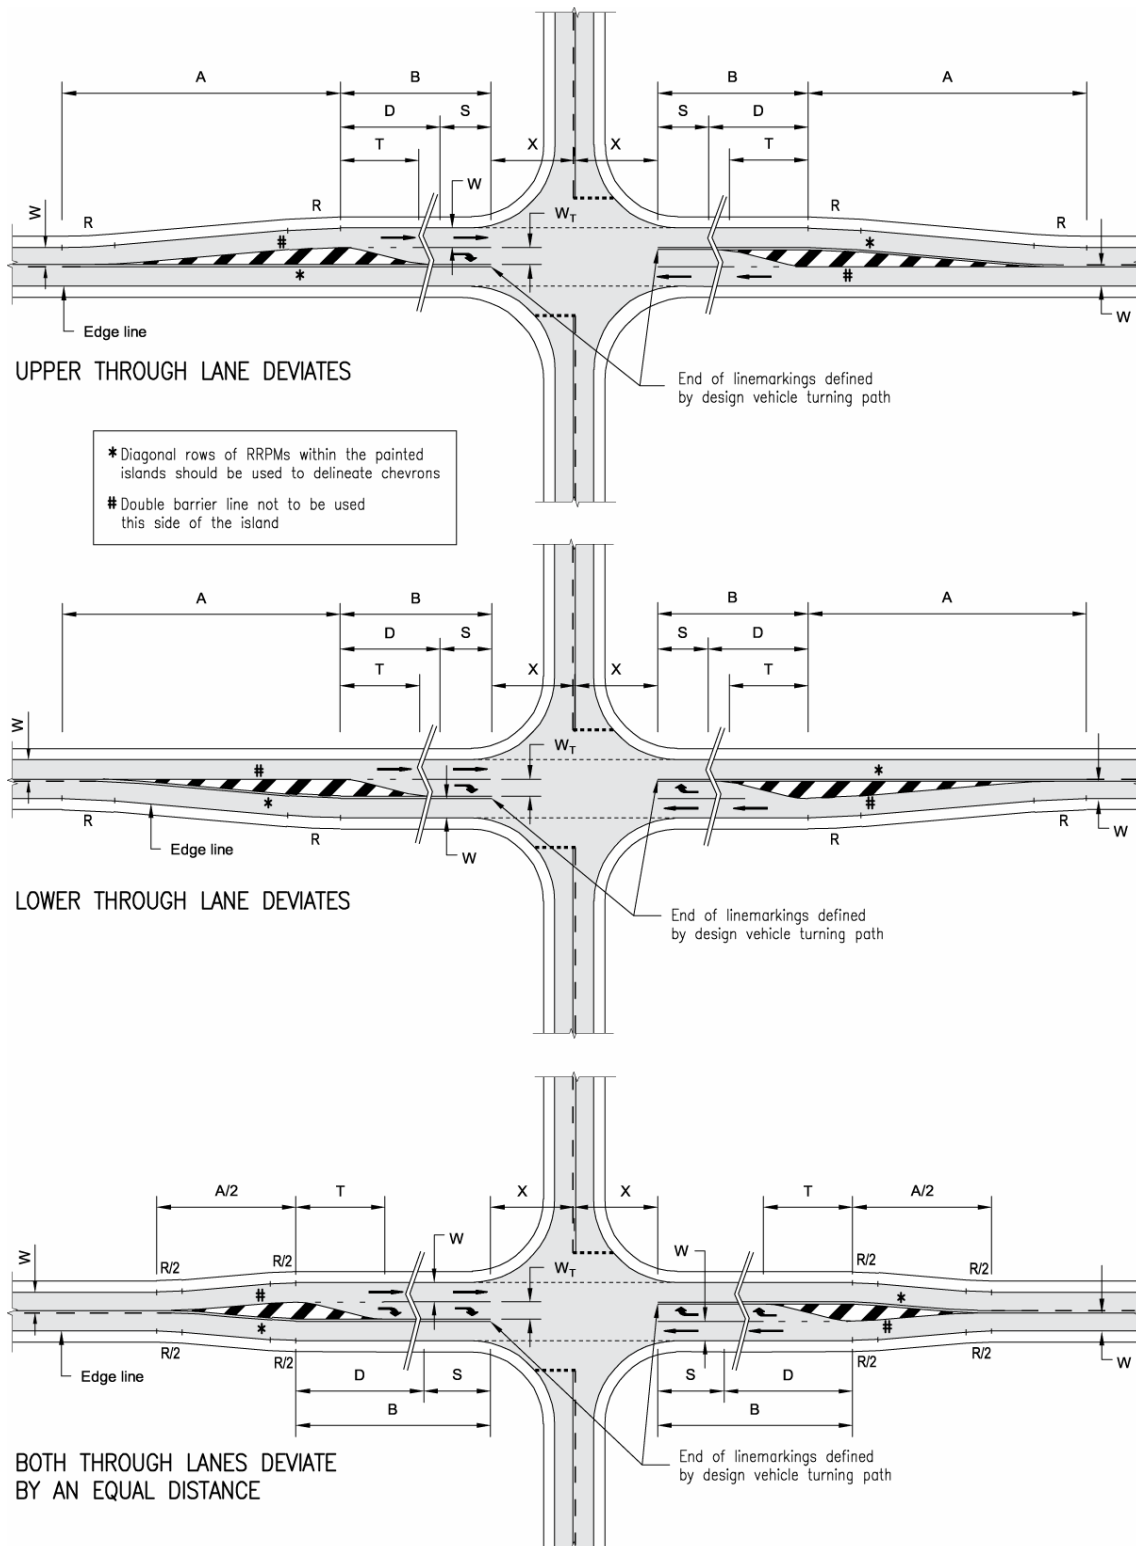 A B B A
D S S D
T X X T
W
W W_T R R
R R
# *
* #
W
Edge line
UPPER THROUGH LANE DEVIATES
End of linemarkings defined
by design vehicle turning path
* Diagonal rows of RRPMs within the painted
islands should be used to delineate chevrons
# Double barrier line not to be used
this side of the island
A B B A
D S S D
T X X T
W W_T
# *
* #
R R R R
W W
Edge line
LOWER THROUGH LANE DEVIATES
End of linemarkings defined
by design vehicle turning path
A/2 T X X T A/2
W W
W R/2 R/2 W_T R/2 R/2
# *
* #
R/2 R/2 R/2 R/2
W
Edge line
D S S D
B B
BOTH THROUGH LANES DEVIATE
BY AN EQUAL DISTANCE
End of linemarkings defined
by design vehicle turning path